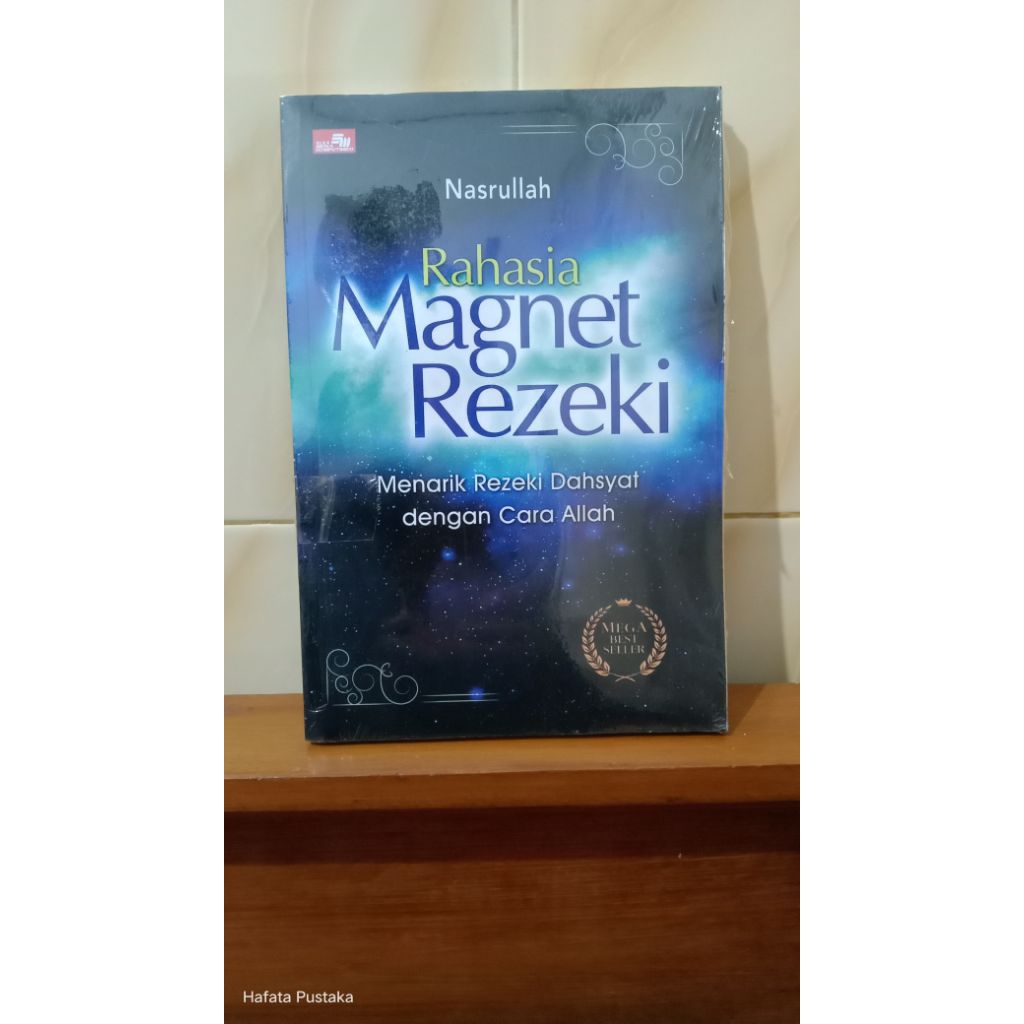 Nasrullah
Rahasia
Magnet
Rezeki
Menarik Rezeki Dahsyat
dengan Cara Allah
MEGA
BEST
SELLER
Hafata Pustaka